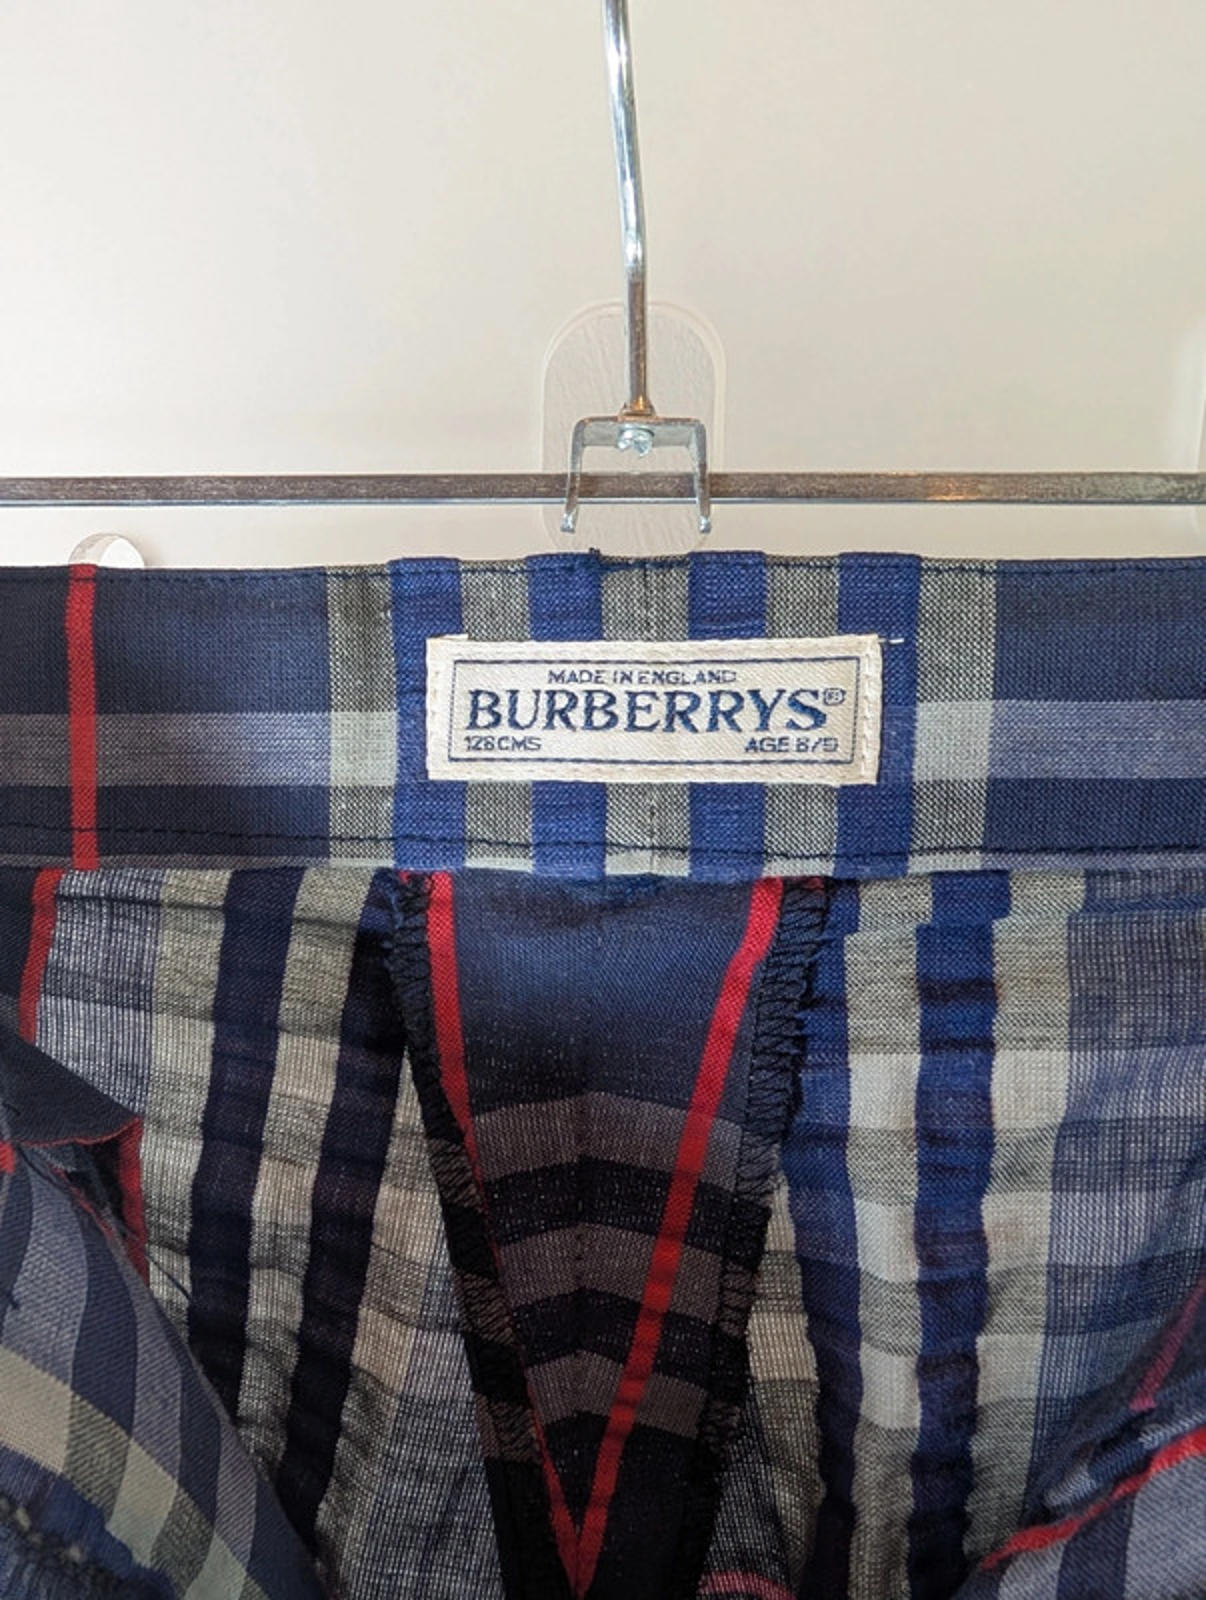 MADE IN ENGLAND
BURBERRYS®
128 CMS AGE 8/9